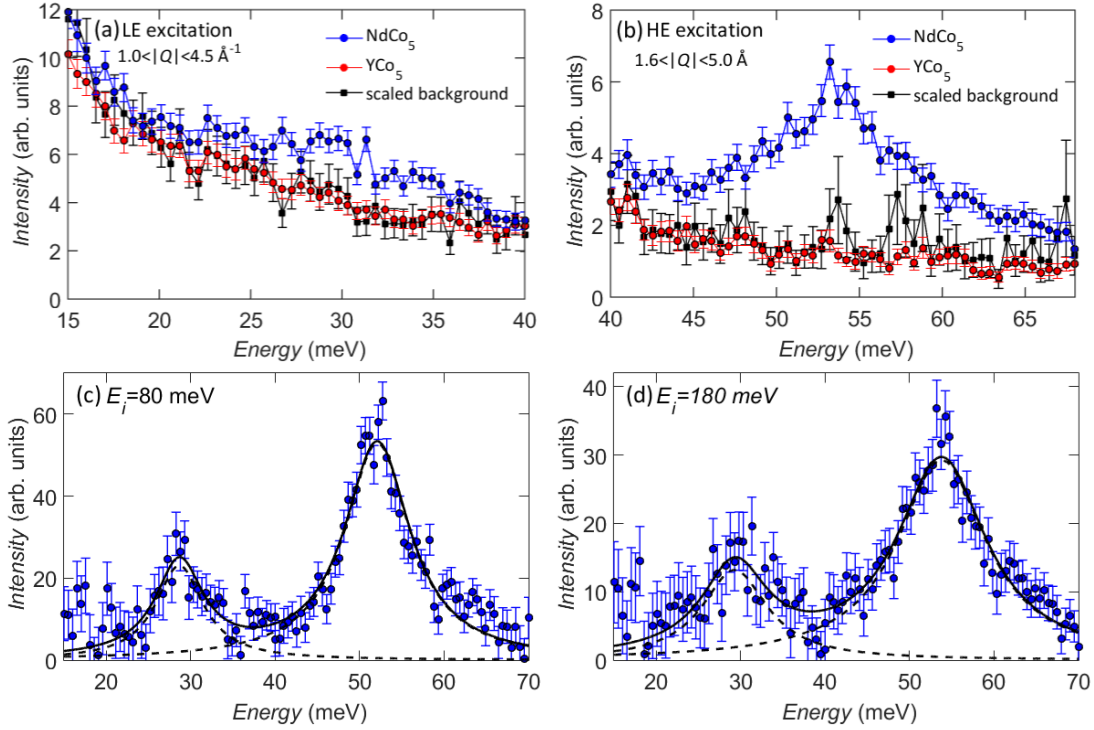 (a) LE excitation
1.0<|Q|<4.5 Å⁻¹
NdCo₅
YCo₅
scaled background
12
10
8
6
4
2
0
15 20 25 30 35 40
Intensity (arb. units)
Energy (meV)
(b) HE excitation
1.6<|Q|<5.0 Å
NdCo₅
YCo₅
scaled background
8
6
4
2
0
40 45 50 55 60 65
Intensity (arb. units)
Energy (meV)
(c) E_i=80 meV
60
40
20
0
20 30 40 50 60 70
Intensity (arb. units)
Energy (meV)
(d) E_i=180 meV
40
30
20
10
0
20 30 40 50 60 70
Intensity (arb. units)
Energy (meV)